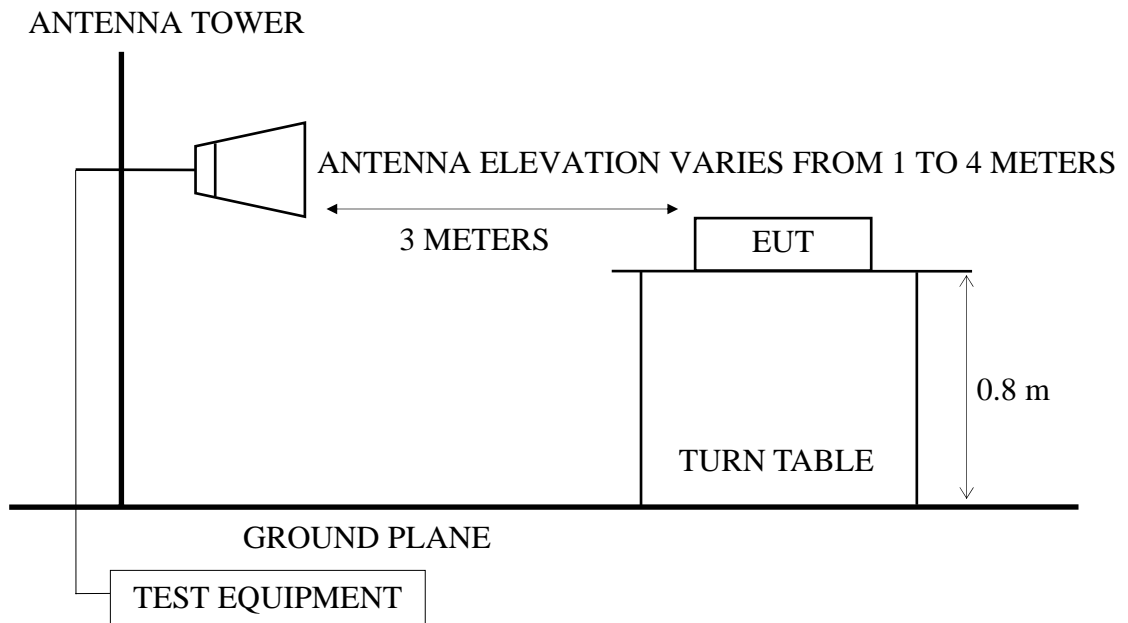 ANTENNA TOWER
ANTENNA ELEVATION VARIES FROM 1 TO 4 METERS
3 METERS
EUT
0.8 m
TURN TABLE
GROUND PLANE
TEST EQUIPMENT